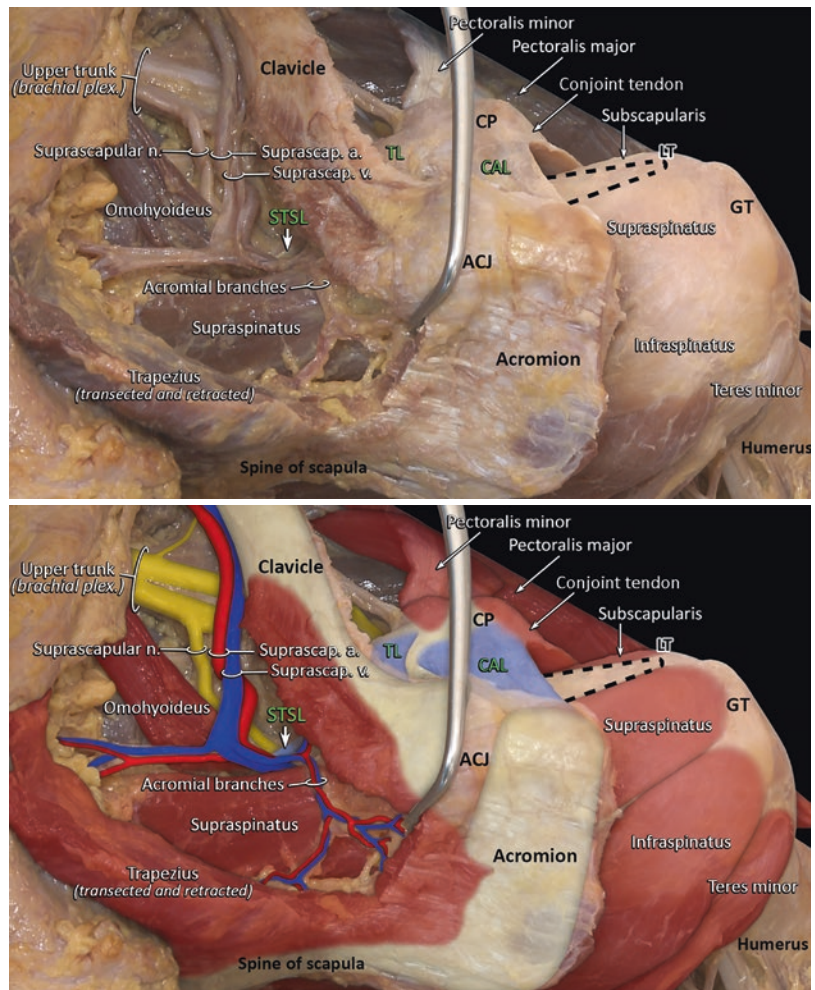 Pectoralis minor
Pectoralis major
Upper trunk
(brachial plex.)
Clavicle
Conjoint tendon
CP
Subscapularis
Suprascapular n.
Suprascap. a.
TL
LT
CAL
Suprascap. v.
Omohyoideus
STSL
GT
Supraspinatus
ACJ
Acromial branches
Supraspinatus
Infraspinatus
Acromion
Trapezius
(transected and retracted)
Teres minor
Humerus
Spine of scapula
Pectoralis minor
Pectoralis major
Upper trunk
(brachial plex.)
Clavicle
Conjoint tendon
Subscapularis
CP
Suprascapular n.
Suprascap. a.
TL
LT
CAL
Suprascap. v.
Omohyoideus
STSL
GT
Supraspinatus
ACJ
Acromial branches
Supraspinatus
Infraspinatus
Acromion
Trapezius
(transected and retracted)
Teres minor
Humerus
Spine of scapula